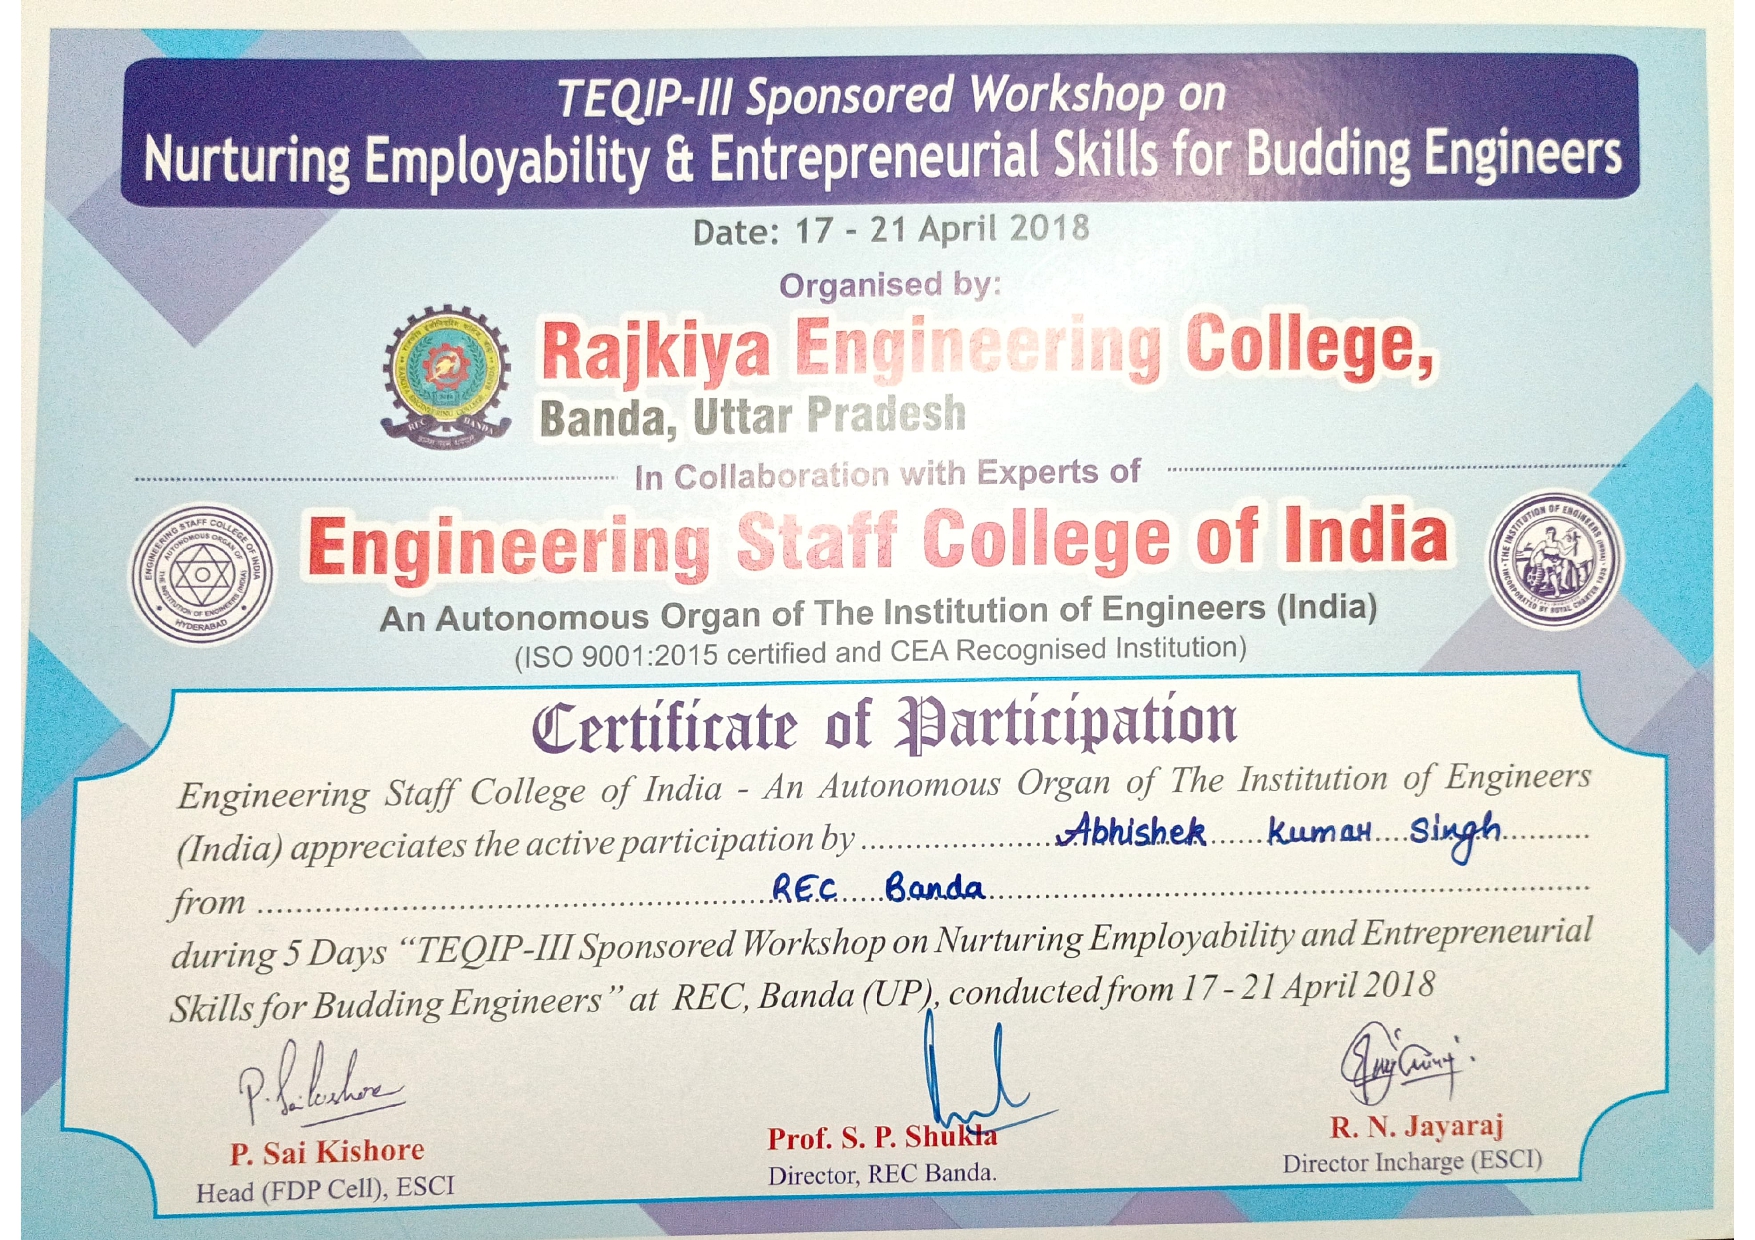 TEQIP-III Sponsored Workshop on
Nurturing Employability & Entrepreneurial Skills for Budding Engineers
Date: 17 - 21 April 2018
Organised by:
Rajkiya Engineering College,
Banda, Uttar Pradesh
REC BANDA
In Collaboration with Experts of
ENGINEERING STAFF COLLEGE OF INDIA
AUTONOMOUS ORGAN OF
THE INSTITUTION OF ENGINEERS (INDIA)
HYDERABAD
Engineering Staff College of India
THE INSTITUTION OF ENGINEERS (INDIA)
INCORPORATED BY ROYAL CHARTER 1935
An Autonomous Organ of The Institution of Engineers (India)
(ISO 9001:2015 certified and CEA Recognised Institution)
Certificate of Participation
Engineering Staff College of India - An Autonomous Organ of The Institution of Engineers
(India) appreciates the active participation by Abhishek Kumar Singh
from REC Banda
during 5 Days “TEQIP-III Sponsored Workshop on Nurturing Employability and Entrepreneurial
Skills for Budding Engineers” at REC, Banda (UP), conducted from 17 - 21 April 2018
P. Saikishore
P. Sai Kishore
Head (FDP Cell), ESCI
Prof. S. P. Shukla
Director, REC Banda.
R. N. Jayaraj
Director Incharge (ESCI)